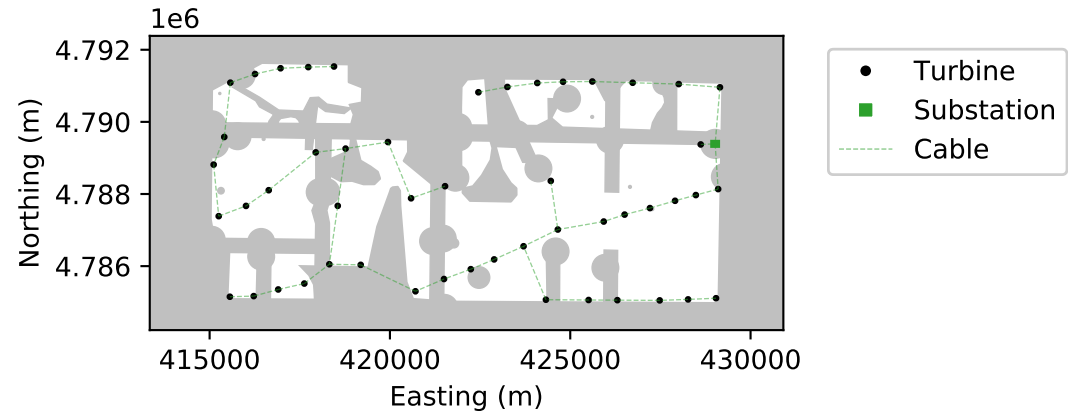 1e6
4.792
4.790
4.788
4.786
Northing (m)
415000 420000 425000 430000
Easting (m)
Turbine
Substation
Cable